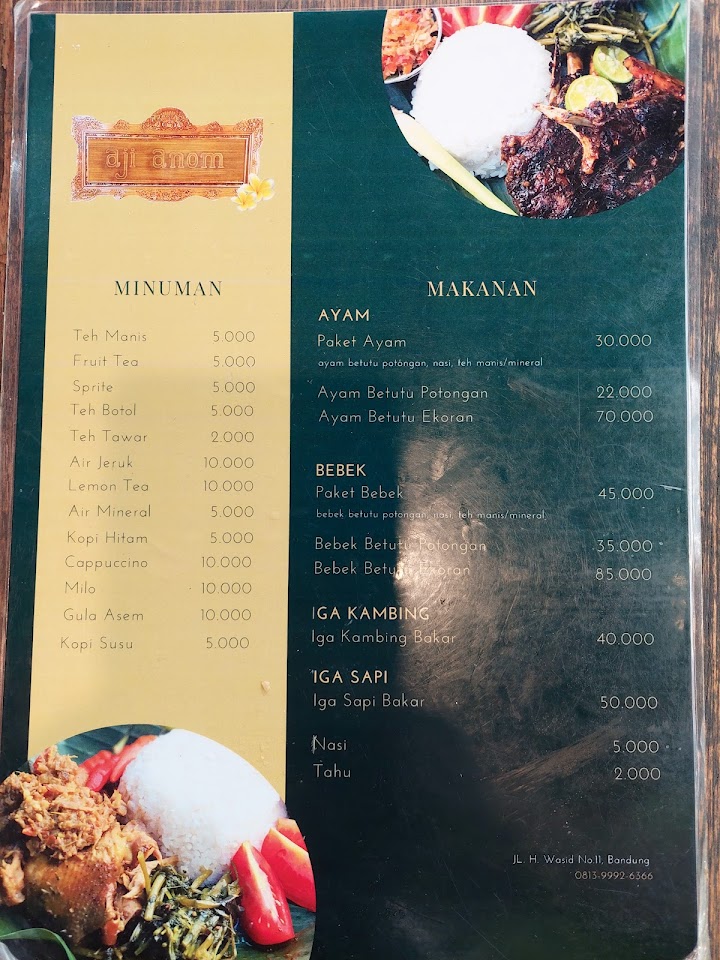 aji anom
MINUMAN
Teh Manis 5.000
Fruit Tea 5.000
Sprite 5.000
Teh Botol 5.000
Teh Tawar 2.000
Air Jeruk 10.000
Lemon Tea 10.000
Air Mineral 5.000
Kopi Hitam 5.000
Cappuccino 10.000
Milo 10.000
Gula Asem 10.000
Kopi Susu 5.000
MAKANAN
AYAM
Paket Ayam 30.000
ayam betutu potongan, nasi, teh manis/mineral
Ayam Betutu Potongan 22.000
Ayam Betutu Ekoran 70.000
BEBEK
Paket Bebek 45.000
bebek betutu potongan, nasi, teh manis/mineral
Bebek Betutu Potongan 35.000
Bebek Betutu Ekoran 85.000
IGA KAMBING
Iga Kambing Bakar 40.000
IGA SAPI
Iga Sapi Bakar 50.000
Nasi 5.000
Tahu 2.000
JL. H. Wasid No.11, Bandung
0813-9992-6366